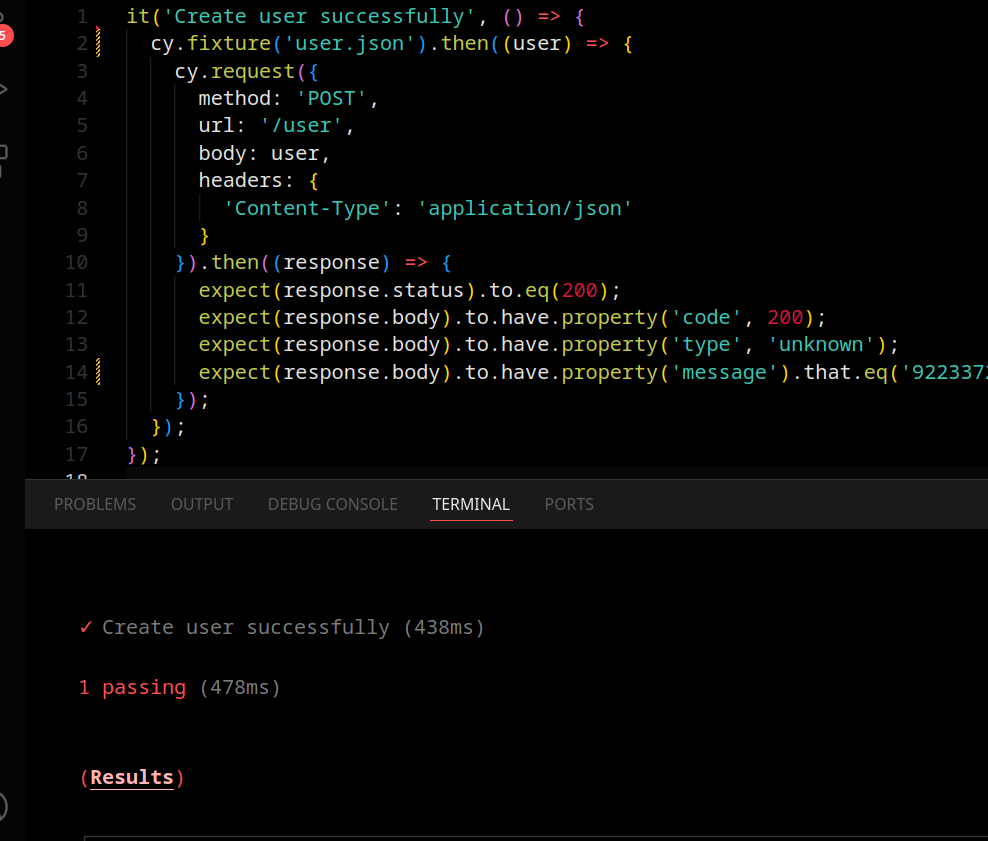 5
1 it('Create user successfully', () => {
2 cy.fixture('user.json').then((user) => {
3 cy.request({
4 method: 'POST',
5 url: '/user',
6 body: user,
7 headers: {
8 'Content-Type': 'application/json'
9 }
10 }).then((response) => {
11 expect(response.status).to.eq(200);
12 expect(response.body).to.have.property('code', 200);
13 expect(response.body).to.have.property('type', 'unknown');
14 expect(response.body).to.have.property('message').that.eq('9223372
15 });
16 });
17 });
18
PROBLEMS OUTPUT DEBUG CONSOLE TERMINAL PORTS
✓ Create user successfully (438ms)
1 passing (478ms)
(Results)